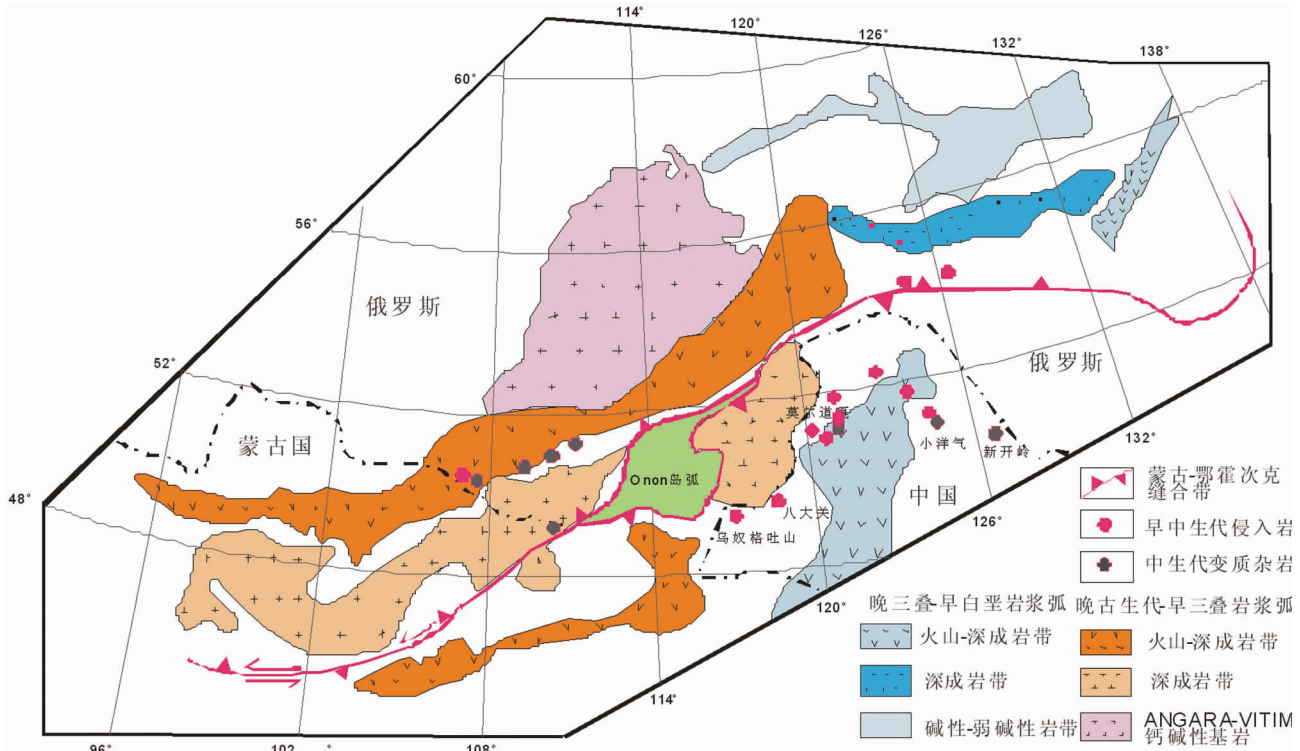 114°
120°
126°
132°
138°
60°
56°
52°
48°
俄罗斯
俄罗斯
蒙古国
中国
莫尔道
小洋气
新开岭
Onon岛弧
八大关
乌奴格吐山
132°
126°
120°
114°
108°
102°
96°
蒙古-鄂霍次克
缝合带
早中生代侵入岩
中生代变质杂岩
晚三叠-早白垩岩浆弧
晚古生代-早三叠岩浆弧
火山-深成岩带
火山-深成岩带
深成岩带
深成岩带
碱性-弱碱性岩带
ANGARA-VITIM
钙碱性基岩